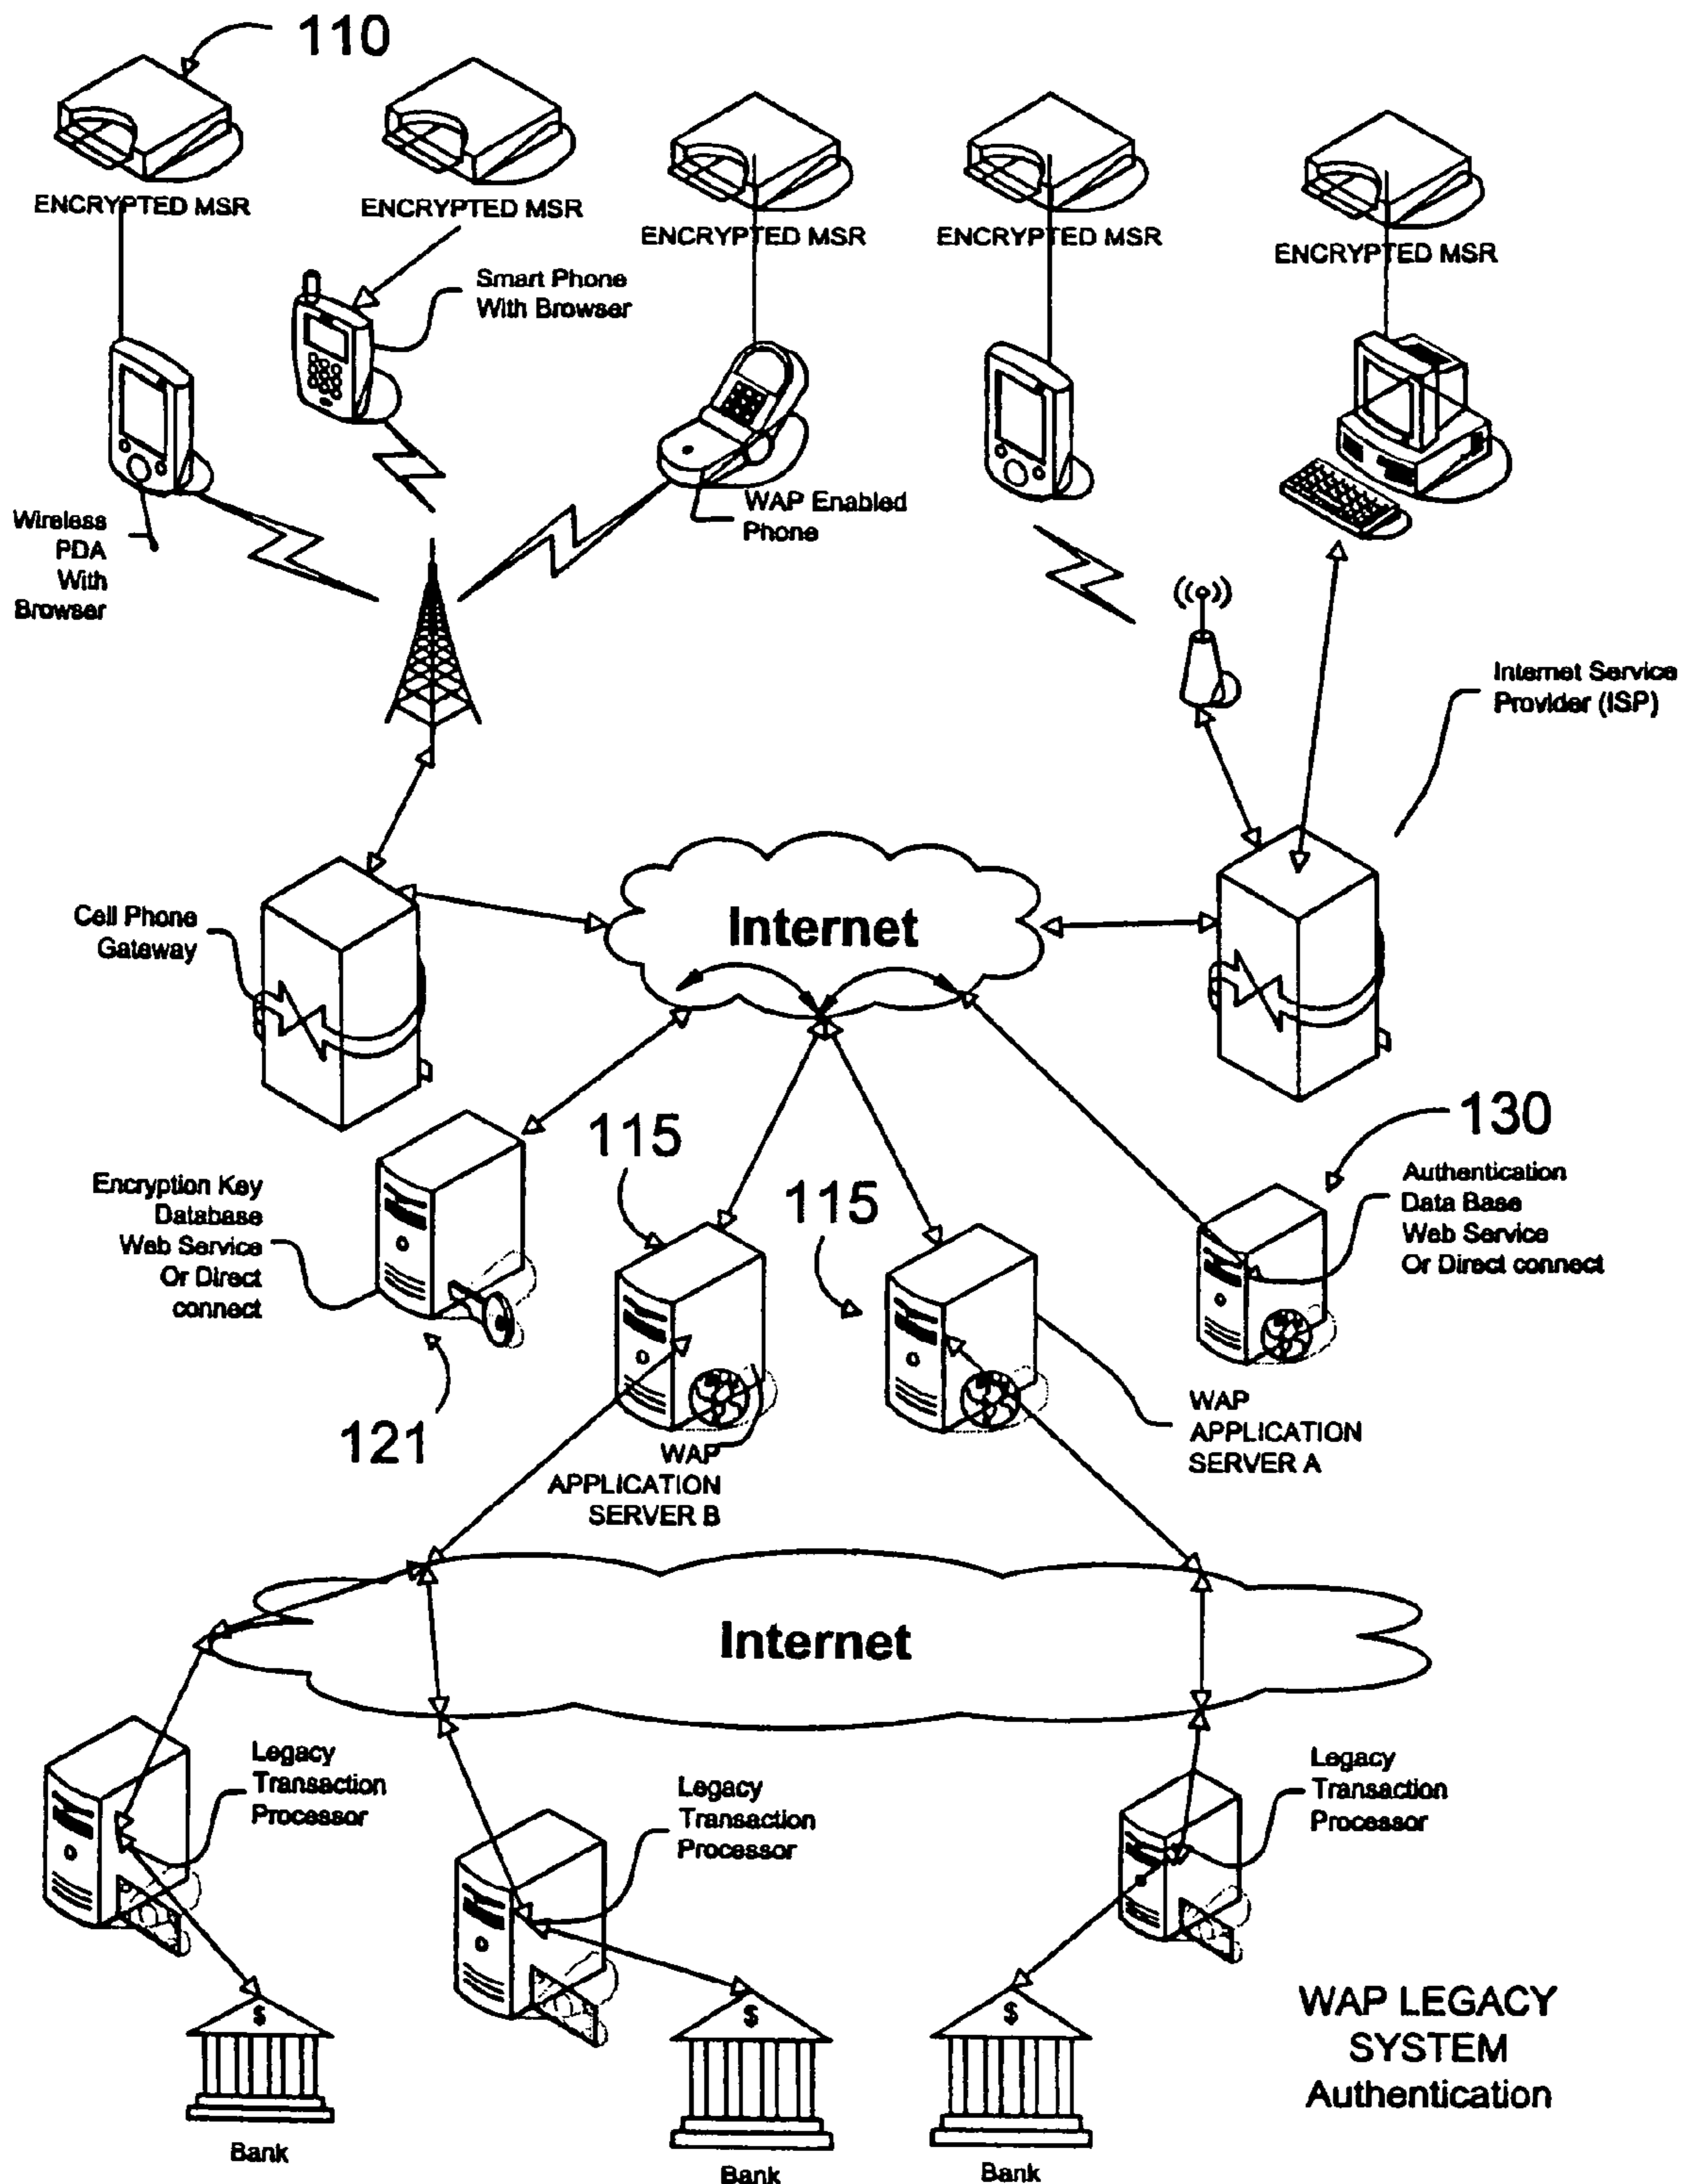 110
ENCRYPTED MSR
ENCRYPTED MSR
ENCRYPTED MSR
ENCRYPTED MSR
ENCRYPTED MSR
Smart Phone
With Browser
WAP Enabled
Phone
Wireless
PDA
With
Browser
Internet Service
Provider (ISP)
Cell Phone
Gateway
Internet
115
115
130
Encryption Key
Database
Web Service
Or Direct
connect
Authentication
Data Base
Web Service
Or Direct connect
121
WAP
APPLICATION
SERVER B
WAP
APPLICATION
SERVER A
Internet
Legacy
Transaction
Processor
Legacy
Transaction
Processor
Legacy
Transaction
Processor
$
$
$
Bank
Bank
Bank
WAP LEGACY
SYSTEM
Authentication